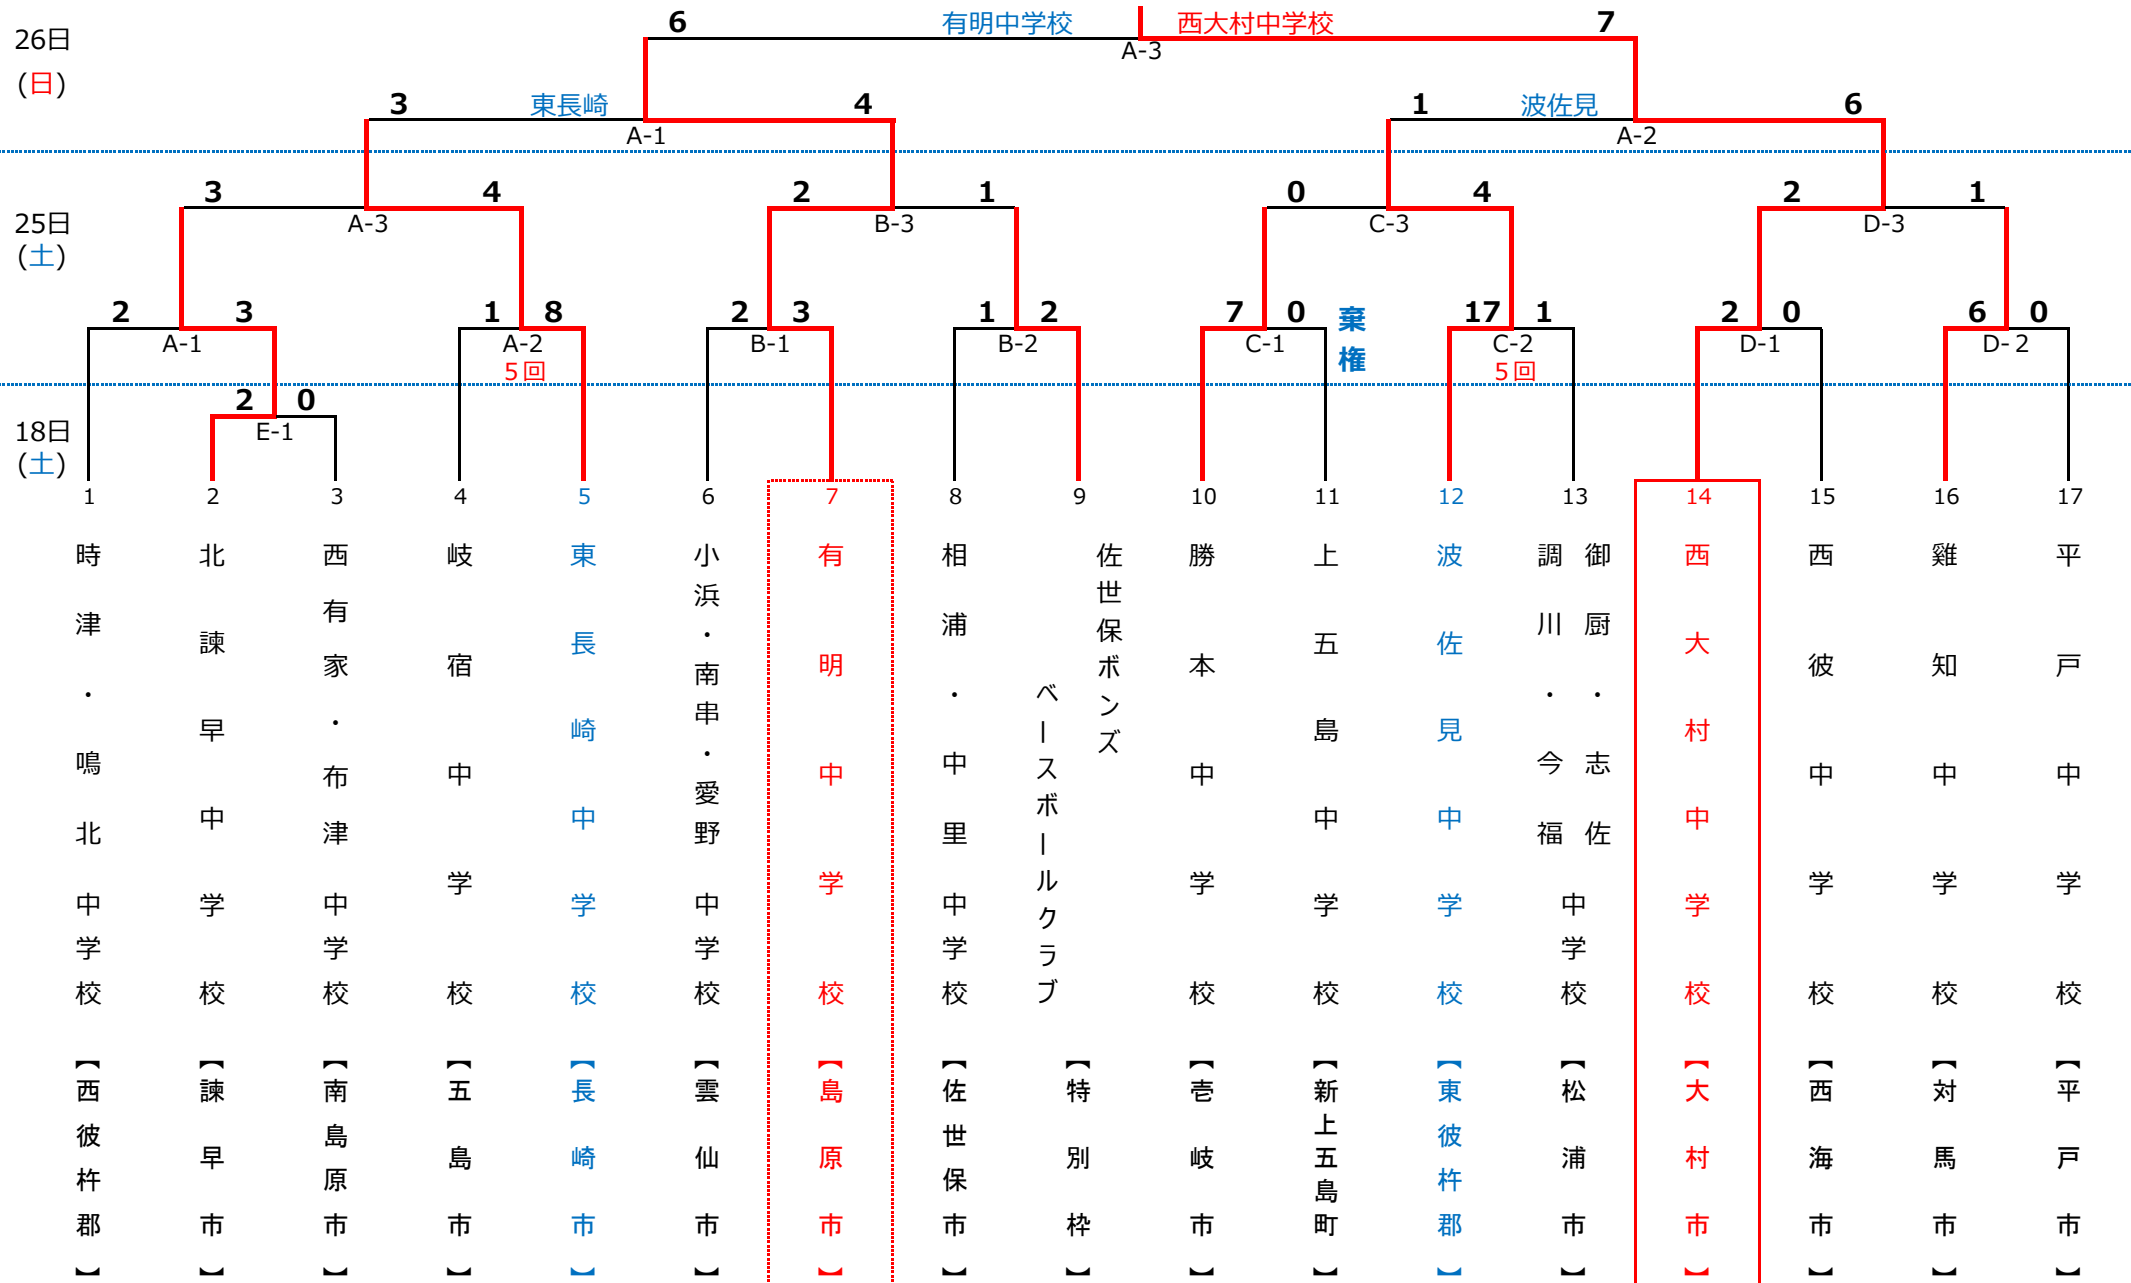 6 有明中学校 西大村中学校 7
26日
(日)
A-3
3 東長崎 4 1 波佐見 6
A-1 A-2
3 4 2 1 0 4 2 1
25日
(土)
A-3 B-3 C-3 D-3
2 3 1 8 2 3 1 2 7 0 棄権 17 1 2 0 6 0
A-1 A-2 B-1 B-2 C-1 C-2 D-1 D-2
5回 5回
2 0
18日
(土)
E-1
1 2 3 4 5 6 7 8 9 10 11 12 13 14 15 16 17
時津・鳴北中学校【西彼杵郡】
北諫早中学校【諫早市】
西有家・布津中学校【南島原市】
岐宿中学校【五島市】
東長崎中学校【長崎市】
小浜・南串・愛野中学校【雲仙市】
有明中学校【島原市】
相浦・中里中学校【佐世保市】
佐世保ボンズ
ベースボールクラブ
【特別枠】
勝本中学校【壱岐市】
上五島中学校【新上五島町】
波佐見中学校【東彼杵郡】
御厨・志佐
調川・今福
中学校【松浦市】
西大村中学校【大村市】
西彼中学校【西海市】
雞知中学校【対馬市】
平戸中学校【平戸市】